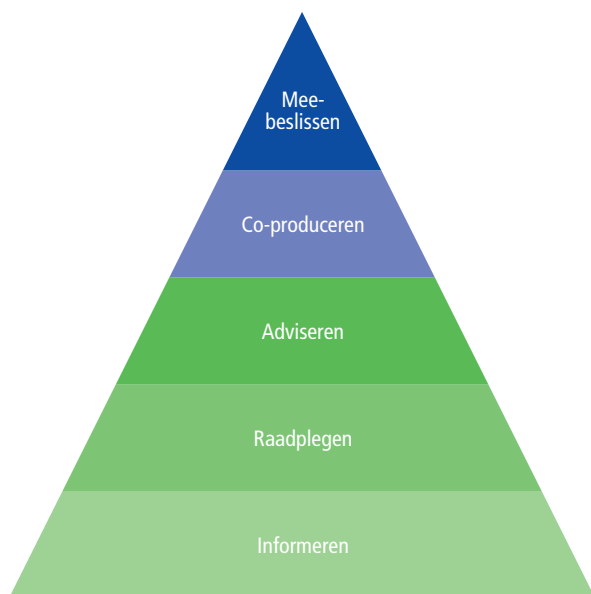 Mee-
beslissen
Co-produceren
Adviseren
Raadplegen
Informeren